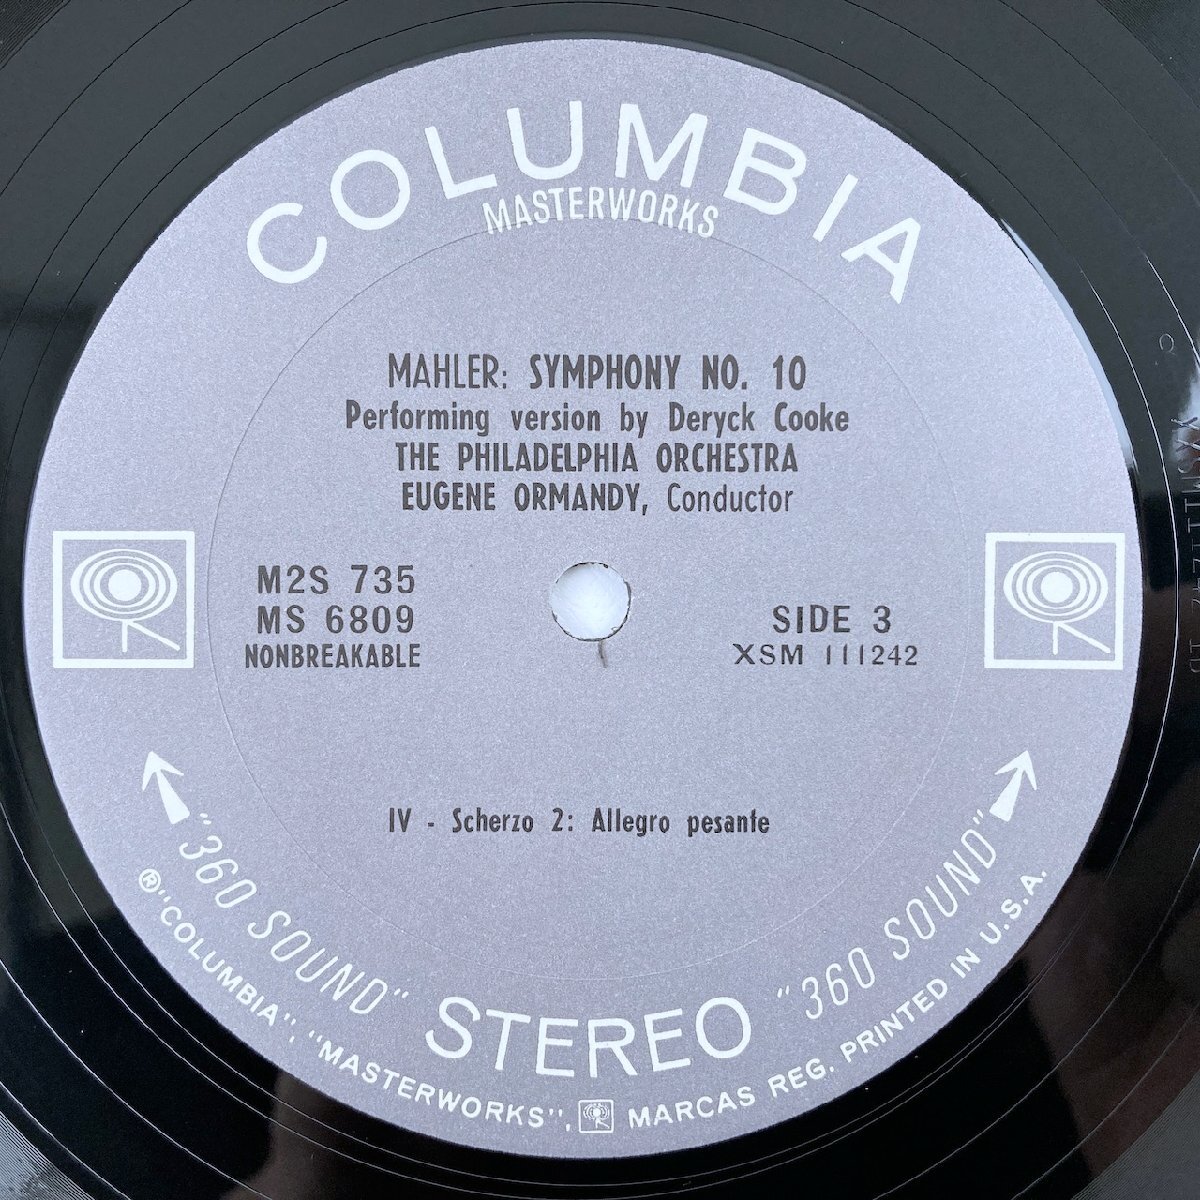 COLUMBIA
MASTERWORKS
MAHLER: SYMPHONY NO. 10
Performing version by Deryck Cooke
THE PHILADELPHIA ORCHESTRA
EUGENE ORMANDY, Conductor
M2S 735
MS 6809
NONBREAKABLE
SIDE 3
XSM 111242
IV - Scherzo 2: Allegro pesante
"360 SOUND" STEREO "360 SOUND"
®"COLUMBIA", "MASTERWORKS", MARCAS REG. PRINTED IN U.S.A.